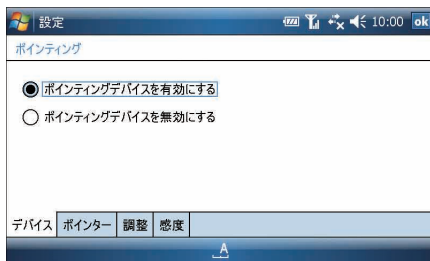 設定 10:00 ok
ポインティング
ポインティングデバイスを有効にする
ポインティングデバイスを無効にする
デバイス ポインター 調整 感度
A